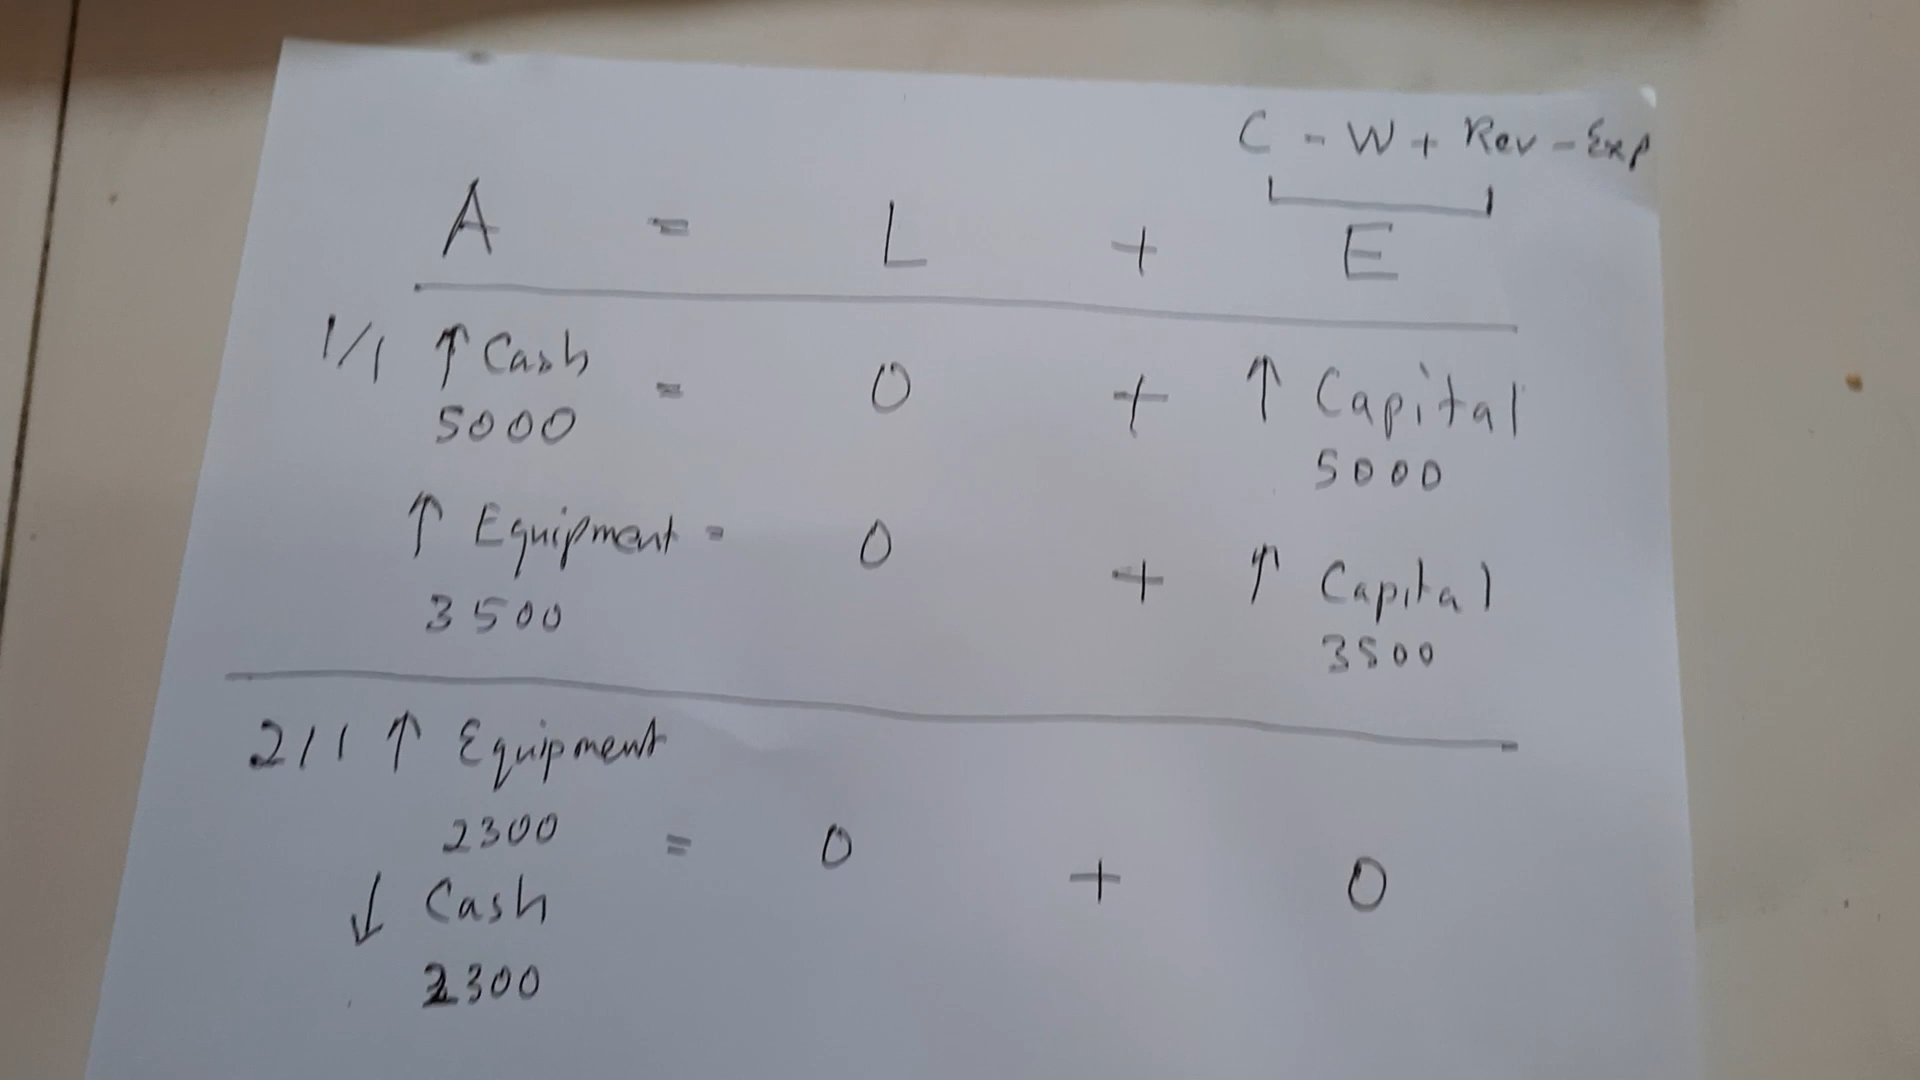 C - W + Rev - Exp
A = L + E
1/1 ↑ Cash = 0 + ↑ Capital
5000 5000
↑ Equipment = 0 + ↑ Capital
3500 3500
2/1 ↑ Equipment
2300 = 0 + 0
↓ Cash
2300